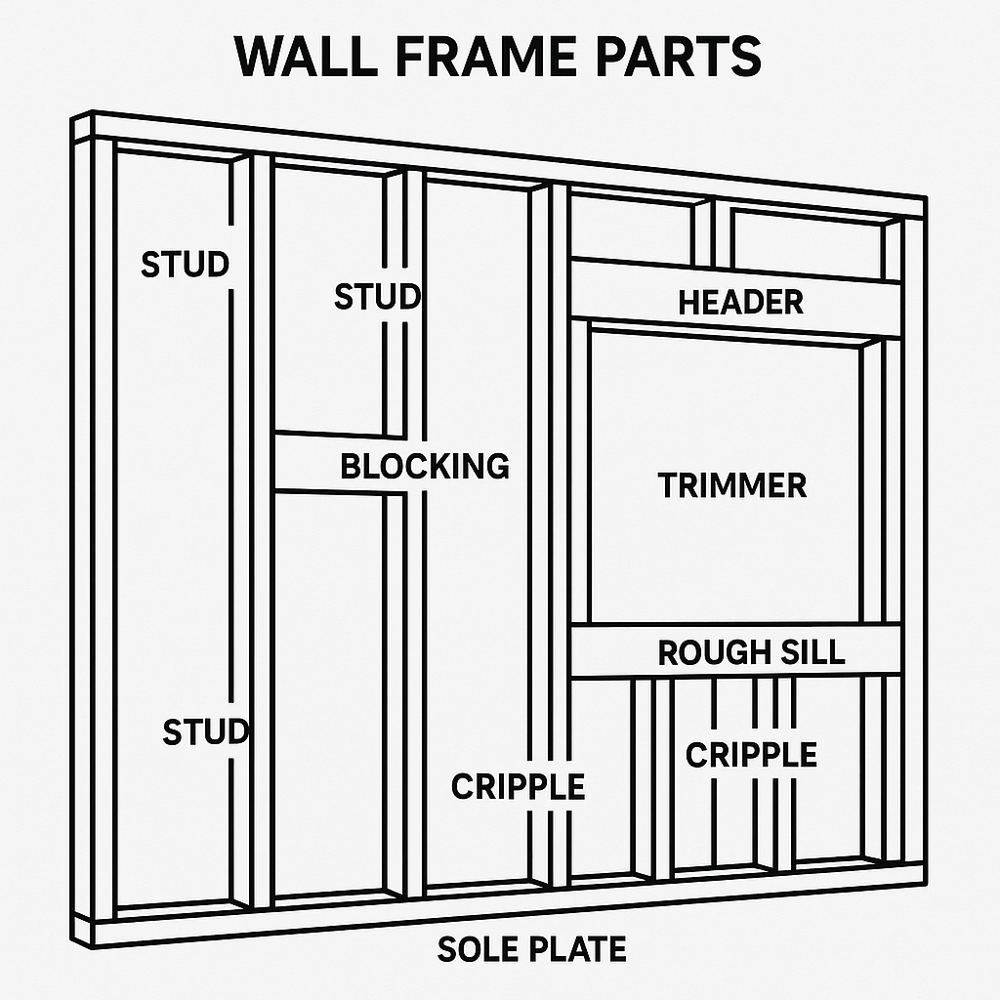 WALL FRAME PARTS
STUD
STUD
HEADER
BLOCKING
TRIMMER
ROUGH SILL
STUD
CRIPPLE
CRIPPLE
SOLE PLATE